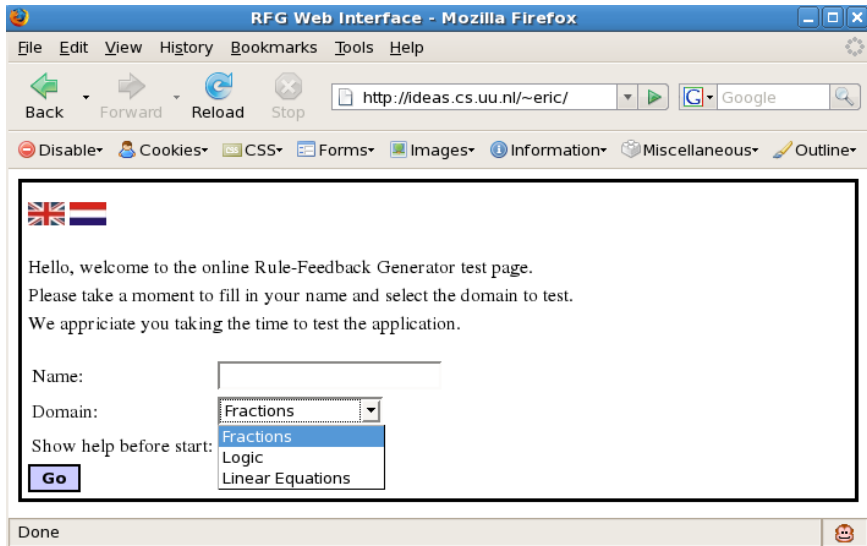 RFG Web Interface - Mozilla Firefox
File Edit View History Bookmarks Tools Help
Back Forward Reload Stop http://ideas.cs.uu.nl/~eric/ G Google
Disable Cookies CSS Forms Images Information Miscellaneous Outline
Hello, welcome to the online Rule-Feedback Generator test page.
Please take a moment to fill in your name and select the domain to test.
We appriciate you taking the time to test the application.
Name:
Domain: Fractions
Fractions
Show help before start:
Logic
Linear Equations
Go
Done